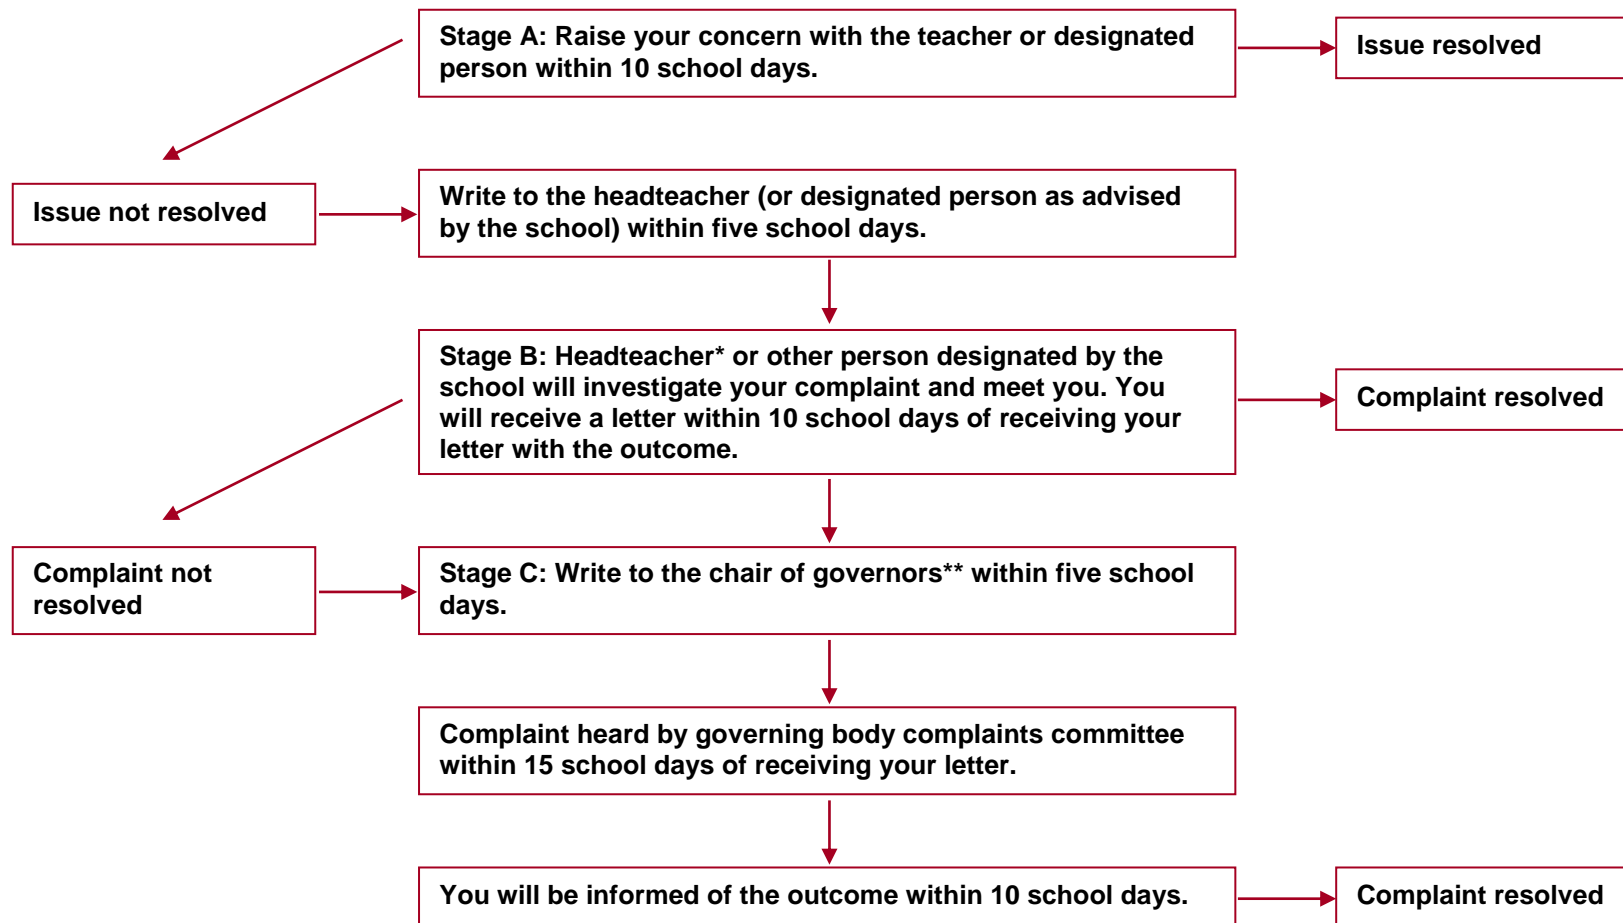 Stage A: Raise your concern with the teacher or designated
person within 10 school days.
Issue resolved
Issue not resolved
Write to the headteacher (or designated person as advised
by the school) within five school days.
Stage B: Headteacher* or other person designated by the
school will investigate your complaint and meet you. You
will receive a letter within 10 school days of receiving your
letter with the outcome.
Complaint resolved
Complaint not
resolved
Stage C: Write to the chair of governors** within five school
days.
Complaint heard by governing body complaints committee
within 15 school days of receiving your letter.
You will be informed of the outcome within 10 school days.
Complaint resolved